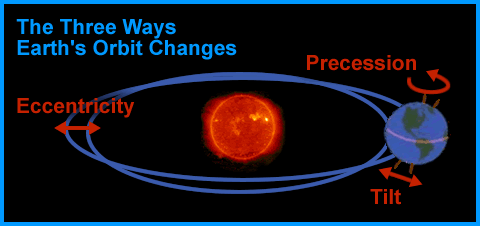 The Three Ways
Earth's Orbit Changes
Precession
Eccentricity
Tilt